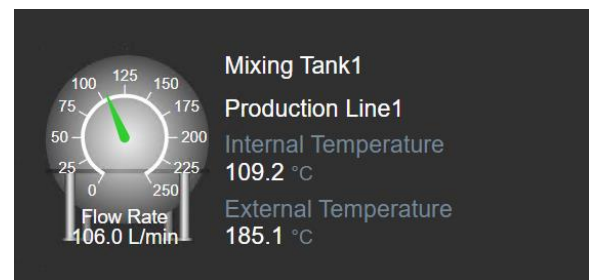 Mixing Tank1
Production Line1
Internal Temperature
109.2 °C
External Temperature
185.1 °C
0
25
50
75
100
125
150
175
200
225
250
Flow Rate
106.0 L/min